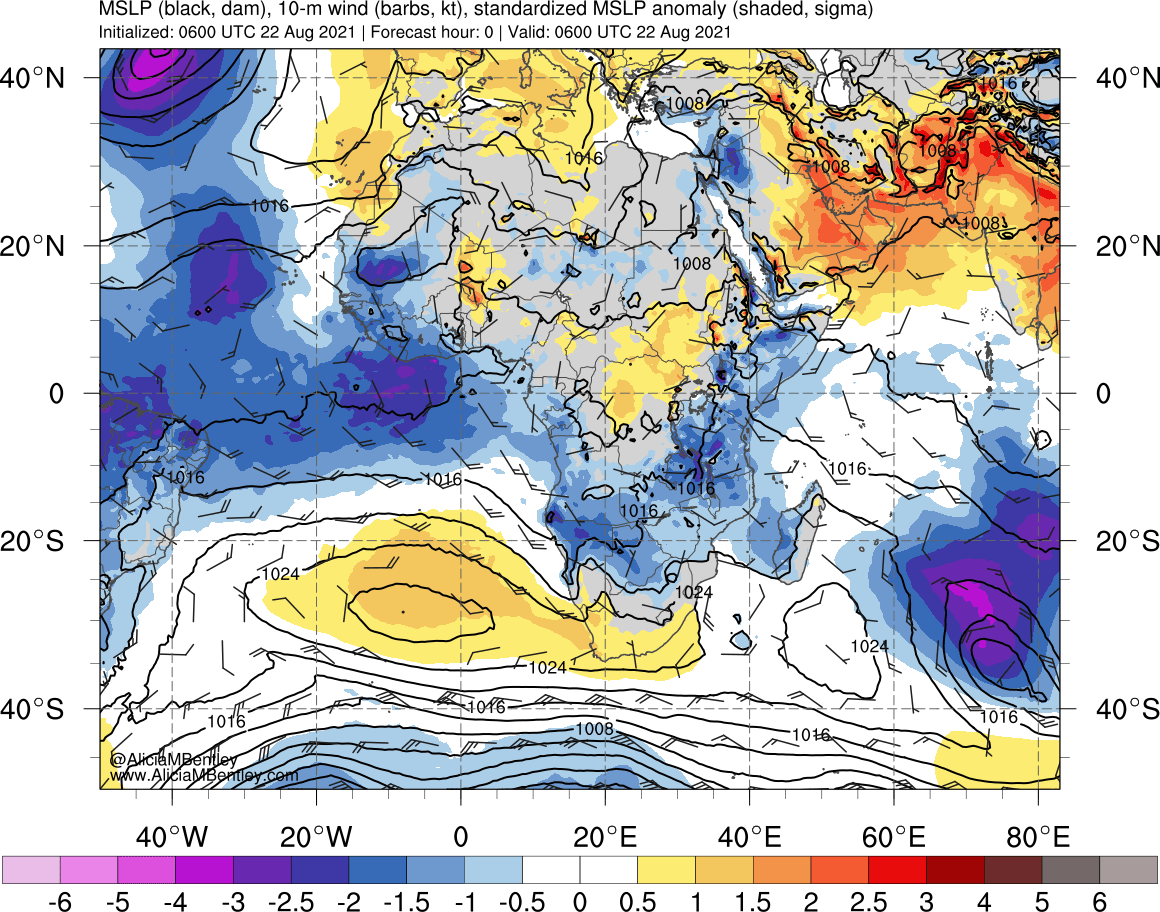 MSLP (black, dam), 10-m wind (barbs, kt), standardized MSLP anomaly (shaded, sigma)
Initialized: 0600 UTC 22 Aug 2021 | Forecast hour: 0 | Valid: 0600 UTC 22 Aug 2021
40°N
40°N
1016
1008
1008
1016
1008
1016
20°N
1008
20°N
1008
0
0
1016
1016
1016
1016
1016
20°S
20°S
1024
1024
1024
1024
40°S
1016
1016
1016
40°S
1008
1016
@AliciaMBentley
www.AliciaMBentley.com
40°W
20°W
0
20°E
40°E
60°E
80°E
-6
-5
-4
-3
-2.5
-2
-1.5
-1
-0.5
0
0.5
1
1.5
2
2.5
3
4
5
6